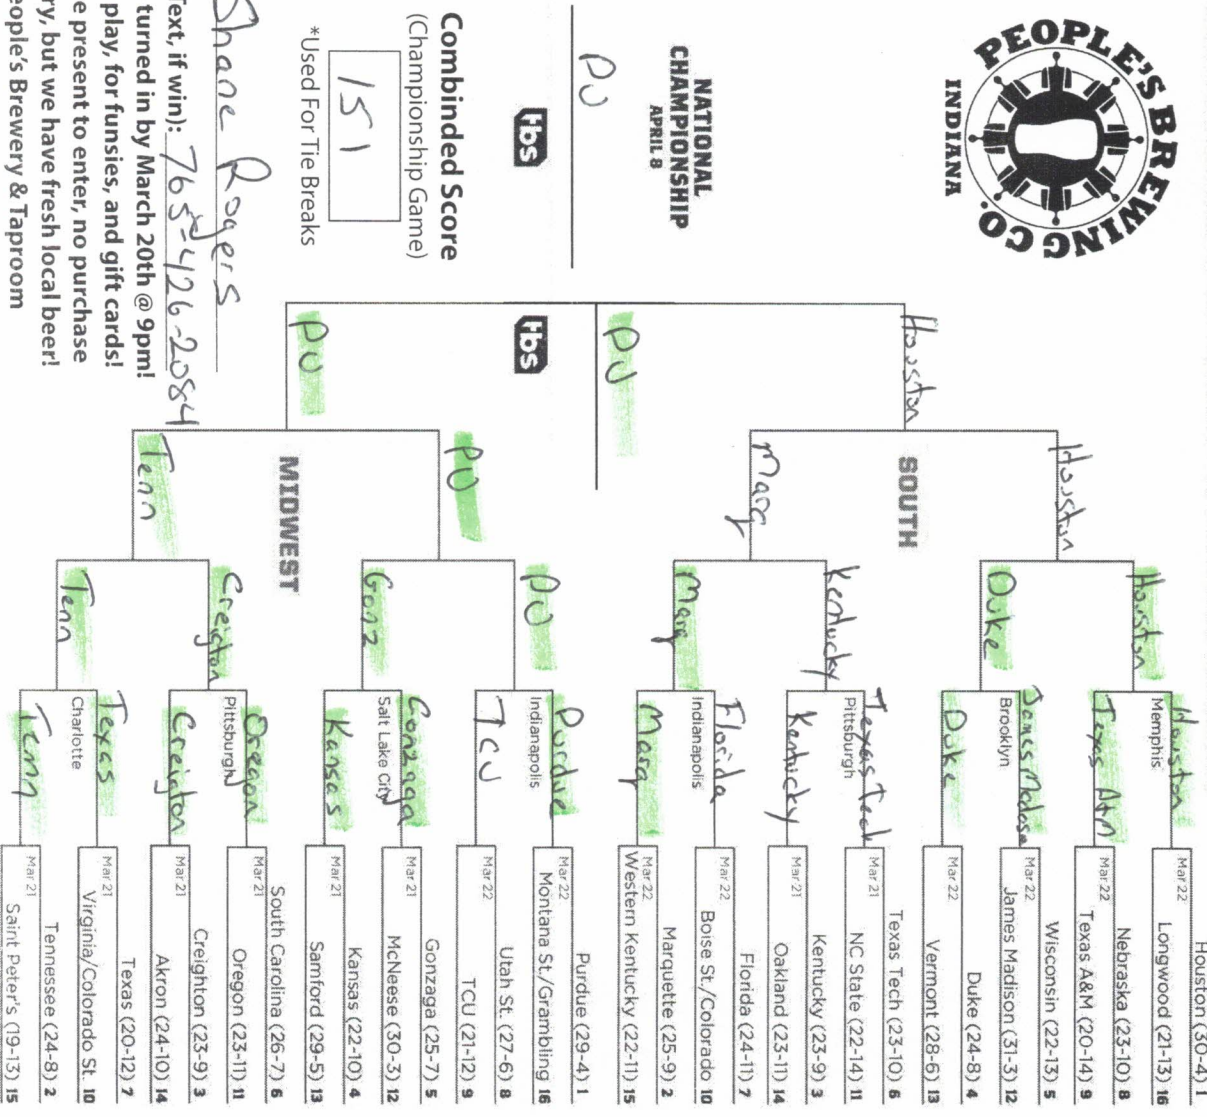 PEOPLE'S BREWING CO.
INDIANA
NATIONAL
CHAMPIONSHIP
APRIL 8
PU
tbs
Combinded Score
(Championship Game)
151
*Used For Tie Breaks
Shane Rogers
Text, if win): 765-426-2084
turned in by March 20th @ 9pm!
play, for funsies, and gift cards!
e present to enter, no purchase
ry, but we have fresh local beer!
eople's Brewery & Taproom
Houston
PU
tbs
PU
Houston
SOUTH
Marq
PU
MIDWEST
Tenn
Houston
Duke
Kentucky
Marq
PU
Gonz
Creighton
Tenn
Houston
Memphis
Texas A+M
James Madison
Brooklyn
Duke
Texas Tech
Pittsburgh
Kentucky
Florida
Indianapolis
Marq
Purdue
Indianapolis
TCU
Gonzaga
Salt Lake City
Kansas
Oregon
Pittsburgh
Creighton
Texas
Charlotte
Tenn
Houston (30-4) 1
Mar 22
Longwood (21-13) 16
Nebraska (23-10) 8
Mar 22
Texas A&M (20-14) 9
Wisconsin (22-13) 5
Mar 22
James Madison (31-3) 12
Duke (24-8) 4
Mar 22
Vermont (28-6) 13
Texas Tech (23-10) 6
Mar 21
NC State (22-14) 11
Kentucky (23-9) 3
Mar 21
Oakland (23-11) 14
Florida (24-11) 7
Mar 22
Boise St./Colorado 10
Marquette (25-9) 2
Mar 22
Western Kentucky (22-11) 15
Purdue (29-4) 1
Mar 22
Montana St./Grambling 16
Utah St. (27-6) 8
Mar 22
TCU (21-12) 9
Gonzaga (25-7) 5
Mar 21
McNeese (30-3) 12
Kansas (22-10) 4
Mar 21
Samford (29-5) 13
South Carolina (26-7) 6
Mar 21
Oregon (23-11) 11
Creighton (23-9) 3
Mar 21
Akron (24-10) 14
Texas (20-12) 7
Mar 21
Virginia/Colorado St. 10
Tennessee (24-8) 2
Mar 21
Saint Peter's (19-13) 15